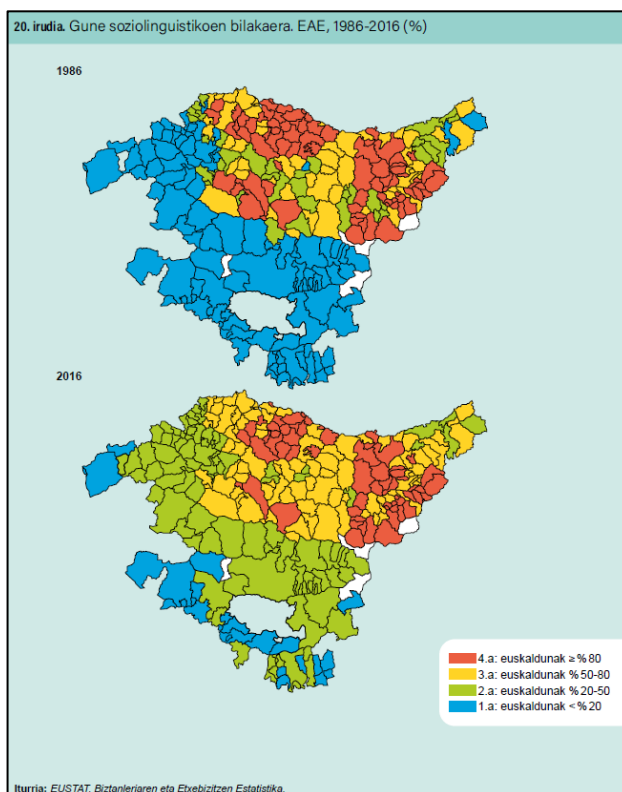 20. irudia. Gune soziolinguistikoen bilakaera. EAE, 1986-2016 (%)
1986
2016
4.a: euskaldunak ≥ %80
3.a: euskaldunak %50-80
2.a: euskaldunak %20-50
1.a: euskaldunak < %20
Iturria: EUSTAT. Biztanleriaren eta Etxebizitzen Estatistika.